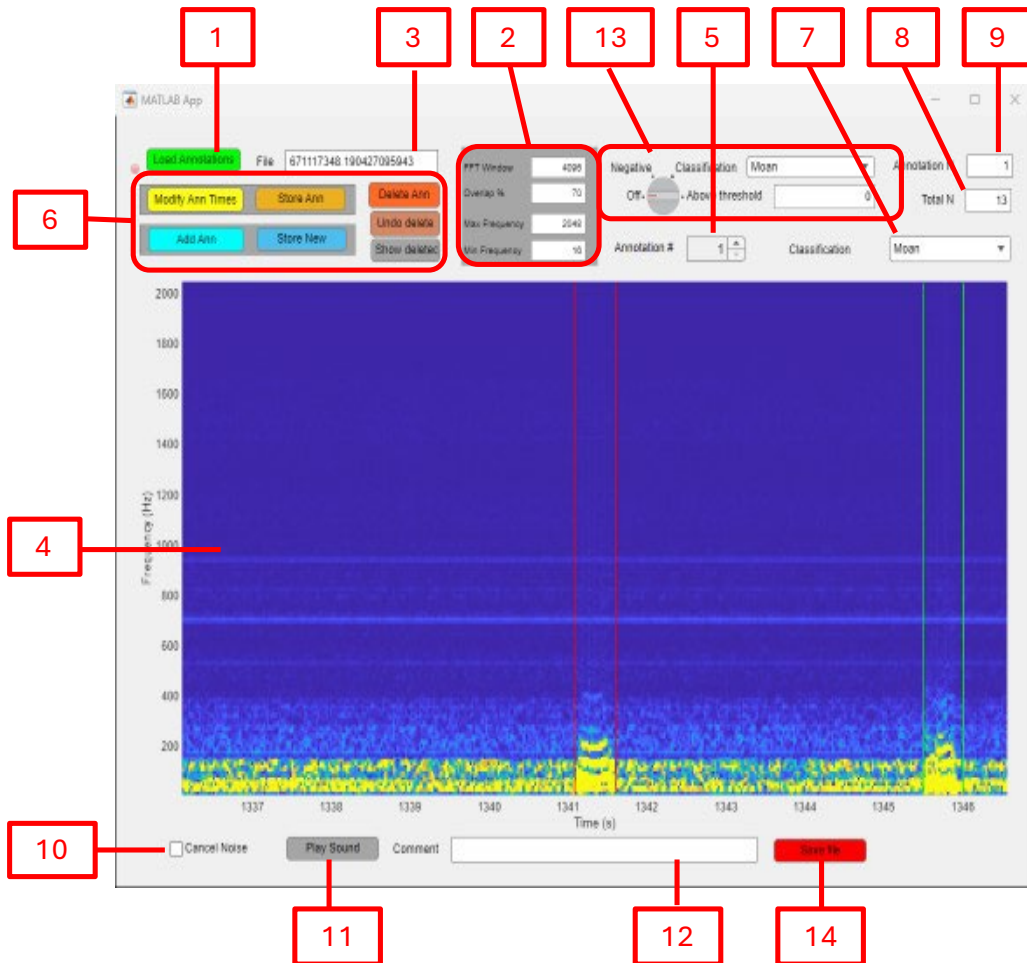 1 3 2 13 5 7 8 9
MATLAB App
Load Annotations File 671117348.190427095943 FFT Window 4096 Negative Classification Moan Annotation N 1
6 Modify Ann Times Store Ann Delete Ann Overlap % 70 Off Above threshold 0 Total N 13
Undo delete Max Frequency 2048
Add Ann Store New Show deleted Min Frequency 16 Annotation # 1 Classification Moan
2000
1800
1600
1400
1200
Frequency (Hz)
4 1000
800
600
400
200
1337 1338 1339 1340 1341 1342 1343 1344 1345 1346
Time (s)
10 Cancel Noise Play Sound Comment Save file
11 12 14